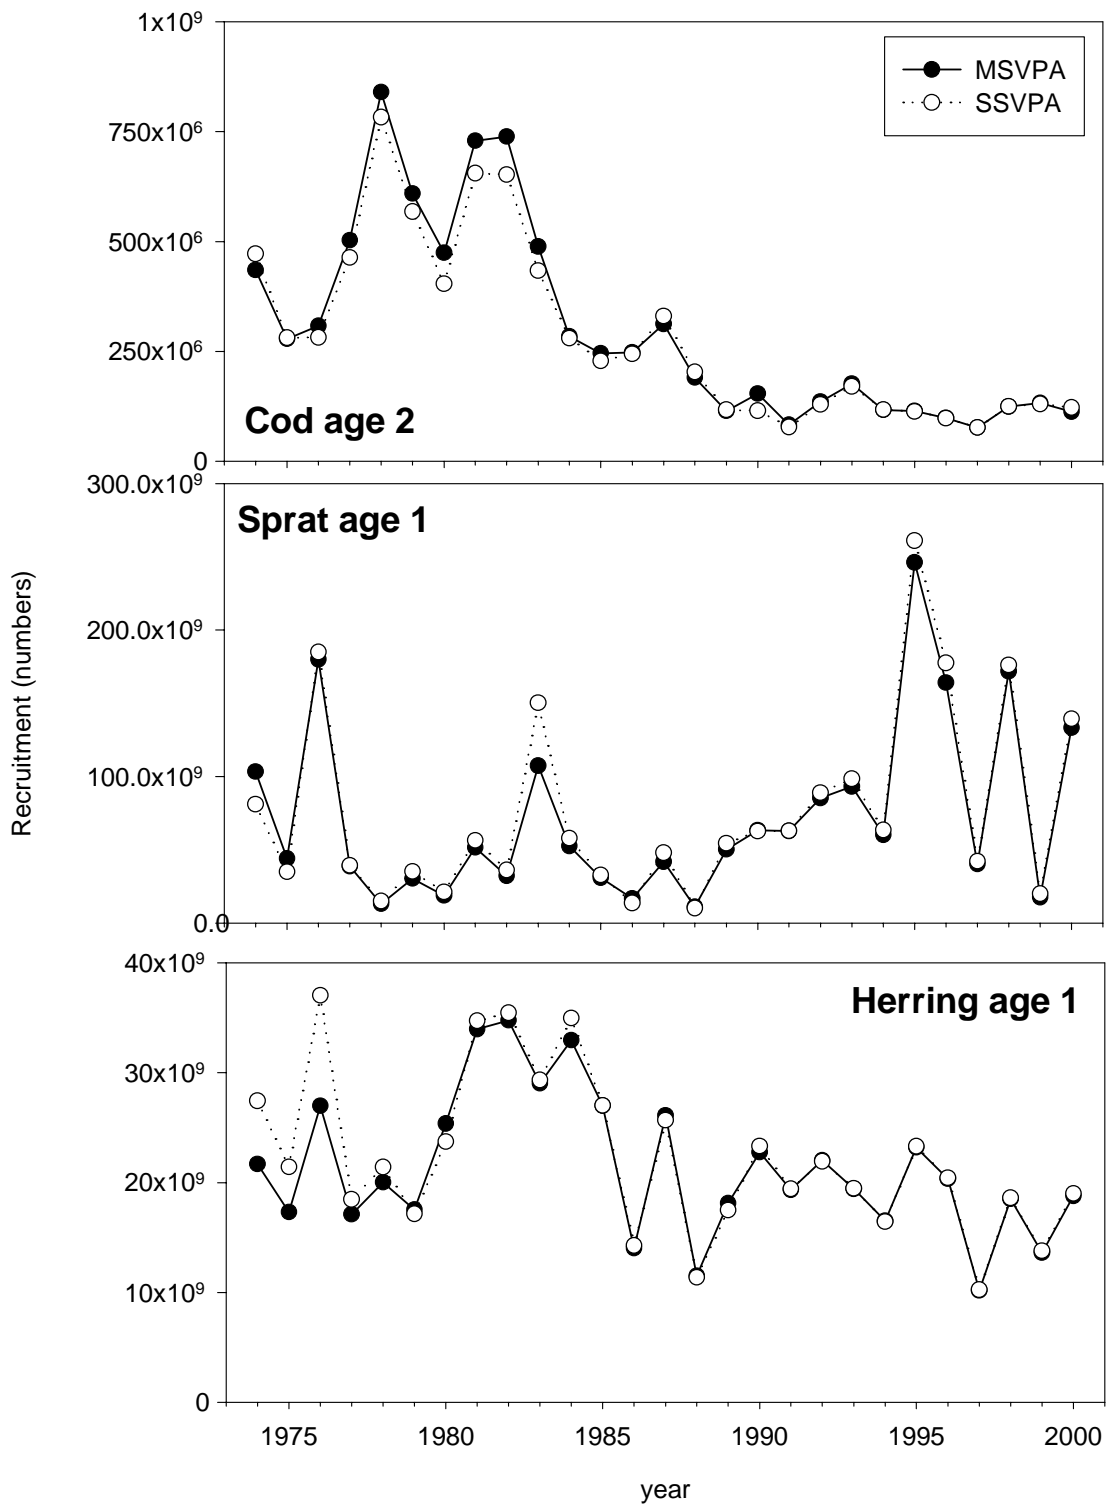 1x10⁹
MSVPA
SSVPA
750x10⁶
500x10⁶
250x10⁶
Cod age 2
0
300.0x10⁹
Sprat age 1
200.0x10⁹
100.0x10⁹
0.0
Recruitment (numbers)
40x10⁹
Herring age 1
30x10⁹
20x10⁹
10x10⁹
0
1975 1980 1985 1990 1995 2000
year